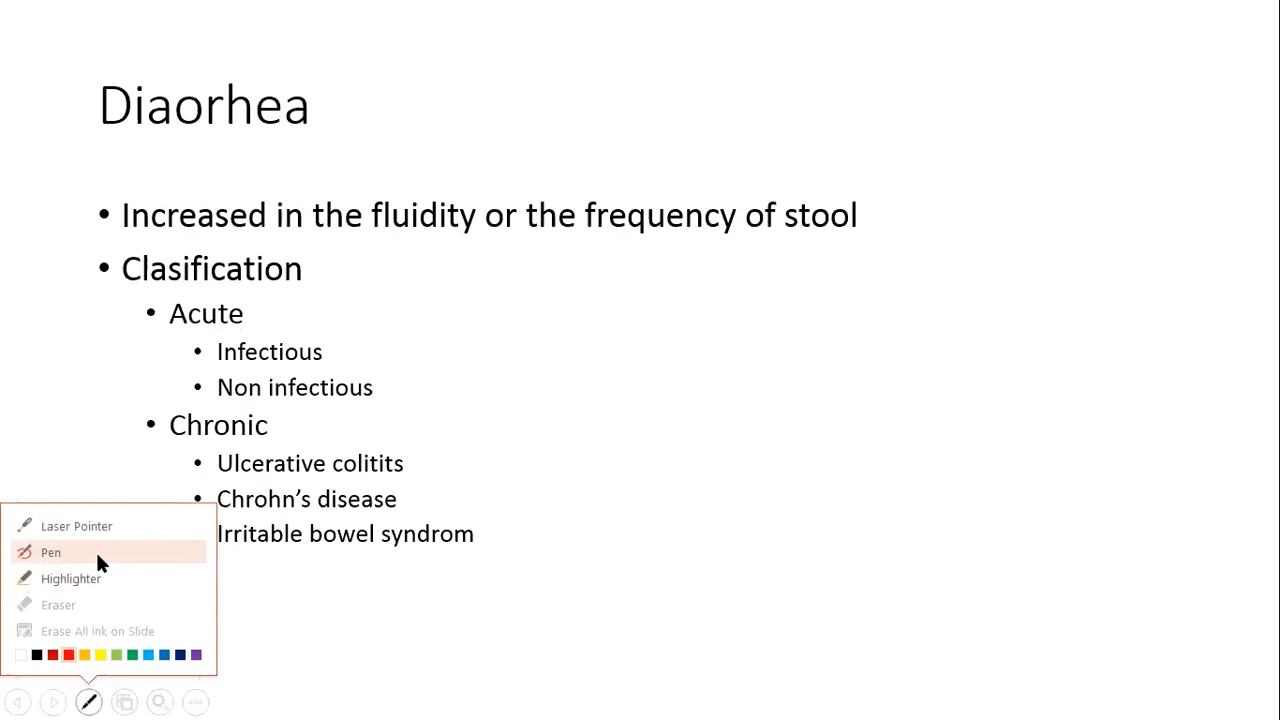 Diaorhea
• Increased in the fluidity or the frequency of stool
• Clasification
• Acute
• Infectious
• Non infectious
• Chronic
• Ulcerative colitits
• Chrohn’s disease
Irritable bowel syndrom
Laser Pointer
Pen
Highlighter
Eraser
Erase All Ink on Slide